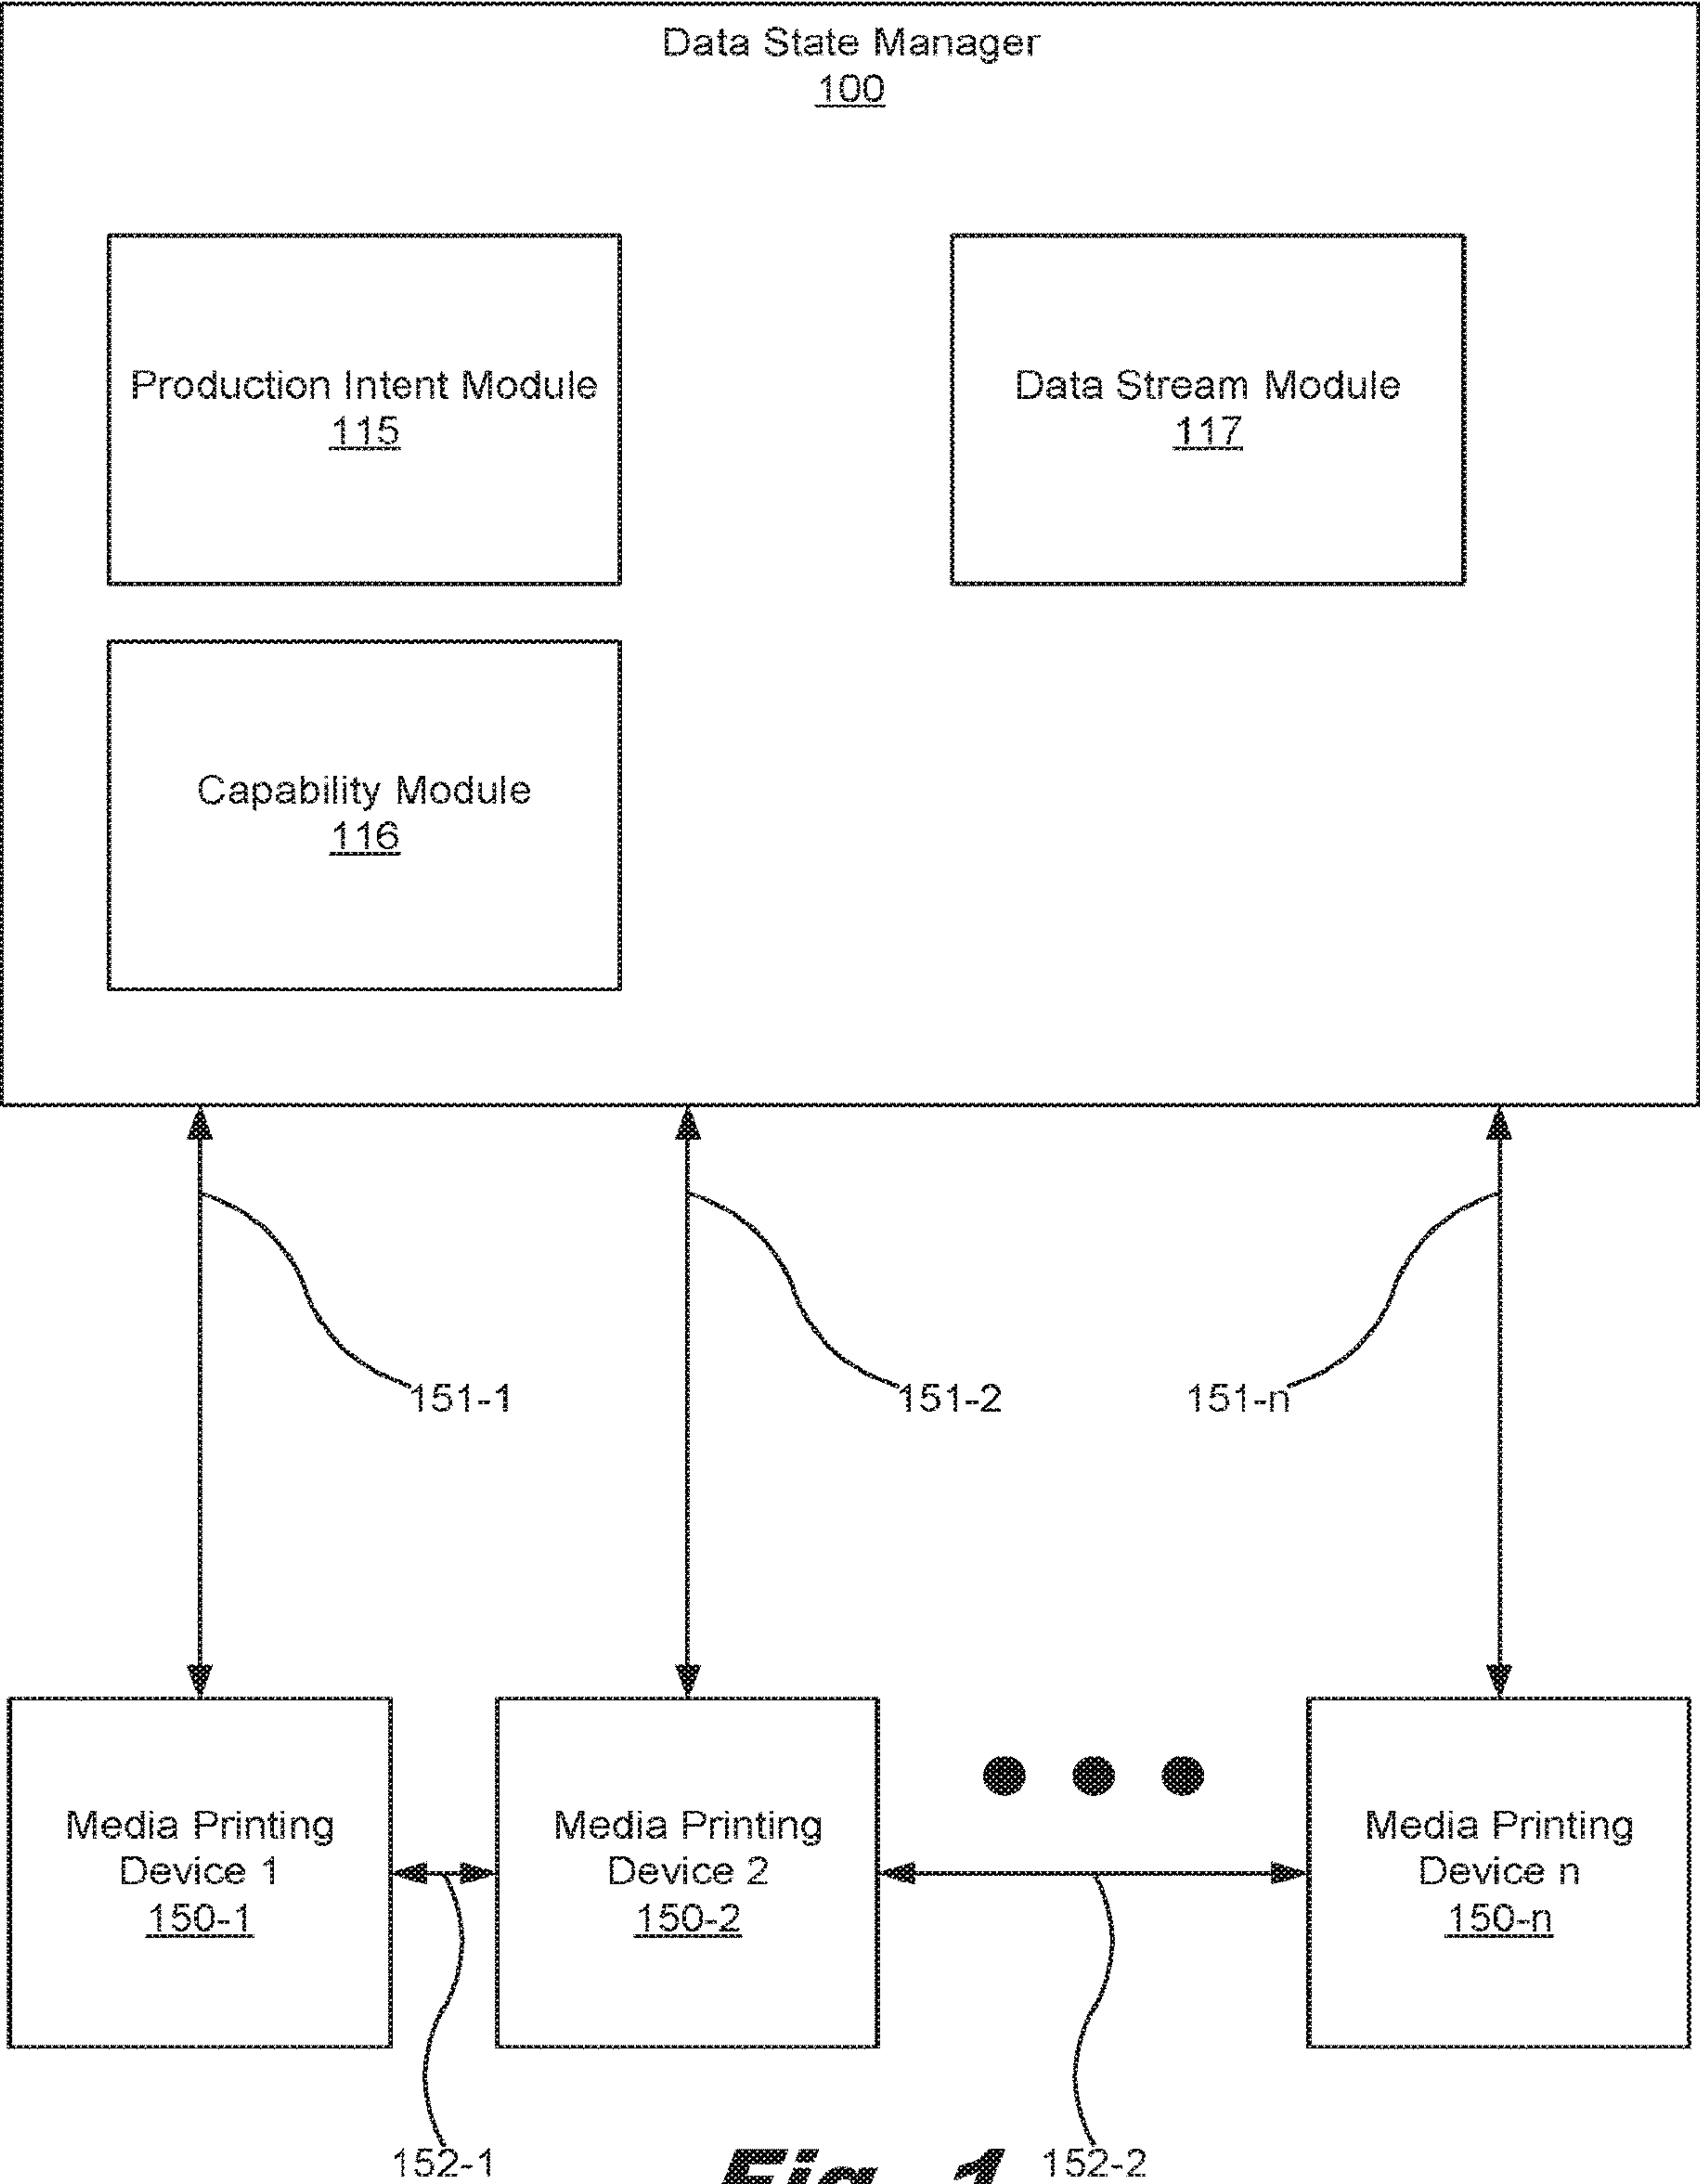 Data State Manager
100
Production Intent Module
115
Data Stream Module
117
Capability Module
116
151-1
151-2
151-n
Media Printing
Device 1
150-1
Media Printing
Device 2
150-2
Media Printing
Device n
150-n
152-1
Fig. 1
152-2